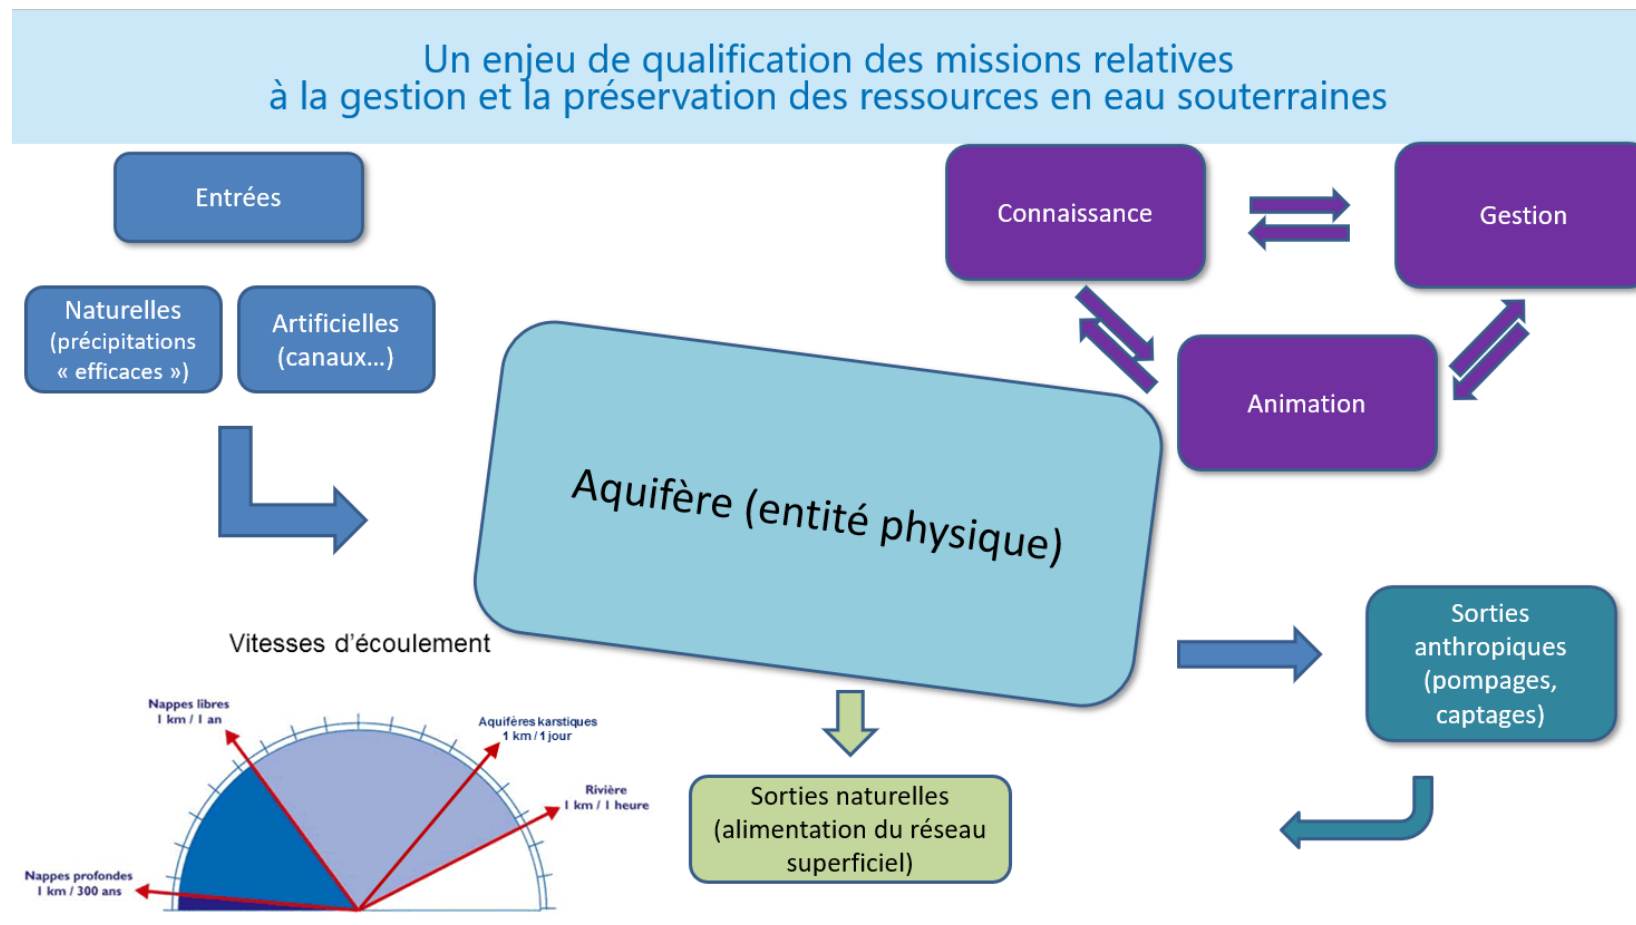 Un enjeu de qualification des missions relatives
à la gestion et la préservation des ressources en eau souterraines
Entrées
Naturelles
(précipitations
« efficaces »)
Artificielles
(canaux...)
Connaissance
Gestion
Animation
Aquifère (entité physique)
Vitesses d'écoulement
Nappes libres
1 km / 1 an
Aquifères karstiques
1 km / 1 jour
Rivière
1 km / 1 heure
Nappes profondes
1 km / 300 ans
Sorties naturelles
(alimentation du réseau
superficiel)
Sorties
anthropiques
(pompages,
captages)